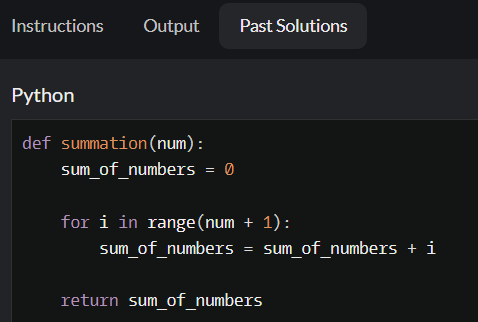 Instructions Output Past Solutions
Python
def summation(num):
    sum_of_numbers = 0
    for i in range(num + 1):
        sum_of_numbers = sum_of_numbers + i
    return sum_of_numbers